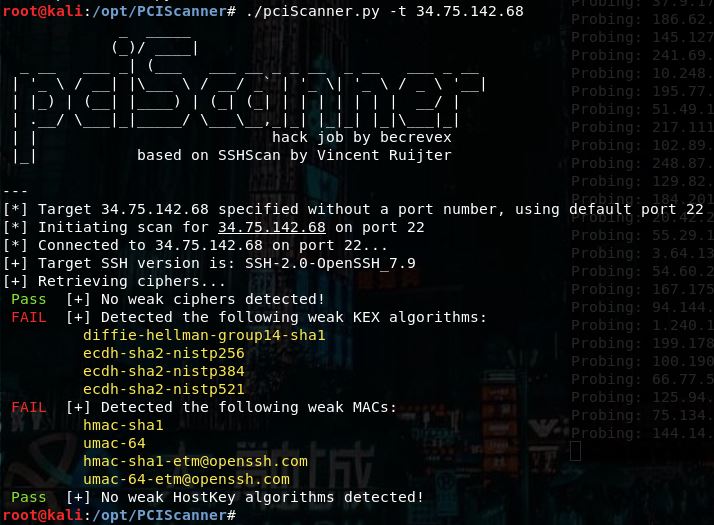 root@kali:/opt/PCIScanner# ./pciScanner.py -t 34.75.142.68
pciScanner
hack job by becrevex
based on SSHScan by Vincent Ruijter
---
[*] Target 34.75.142.68 specified without a port number, using default port 22
[*] Initiating scan for 34.75.142.68 on port 22
[*] Connected to 34.75.142.68 on port 22...
[+] Target SSH version is: SSH-2.0-OpenSSH_7.9
[+] Retrieving ciphers...
Pass [+] No weak ciphers detected!
FAIL [+] Detected the following weak KEX algorithms:
diffie-hellman-group14-sha1
ecdh-sha2-nistp256
ecdh-sha2-nistp384
ecdh-sha2-nistp521
FAIL [+] Detected the following weak MACs:
hmac-sha1
umac-64
hmac-sha1-etm@openssh.com
umac-64-etm@openssh.com
Pass [+] No weak HostKey algorithms detected!
root@kali:/opt/PCIScanner#
Probing: 37.9.17
Probing: 186.62.
Probing: 145.127
Probing: 241.69.
Probing: 10.248.
Probing: 195.77.
Probing: 51.49.1
Probing: 217.111
Probing: 102.89.
Probing: 248.87.
Probing: 129.82.
Probing: 184.201
Probing:
Probing: 55.29.1
Probing: 3.64.13
Probing: 54.60.2
Probing: 167.175
Probing: 94.144.
Probing: 1.240.1
Probing: 199.178
Probing: 100.190
Probing: 66.77.5
Probing: 125.94.
Probing: 75.134.
Probing: 144.14.